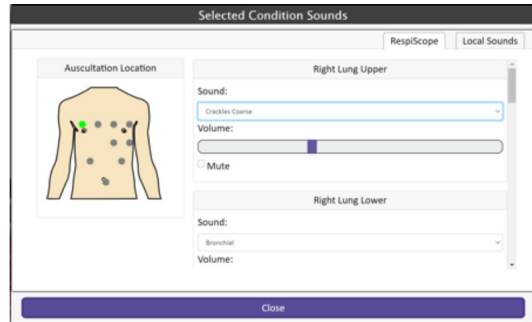 Selected Condition Sounds
RespiScope
Local Sounds
Auscultation Location
Right Lung Upper
Sound:
Crackles Coarse
Volume:
Mute
Right Lung Lower
Sound:
Bronchial
Volume:
Close